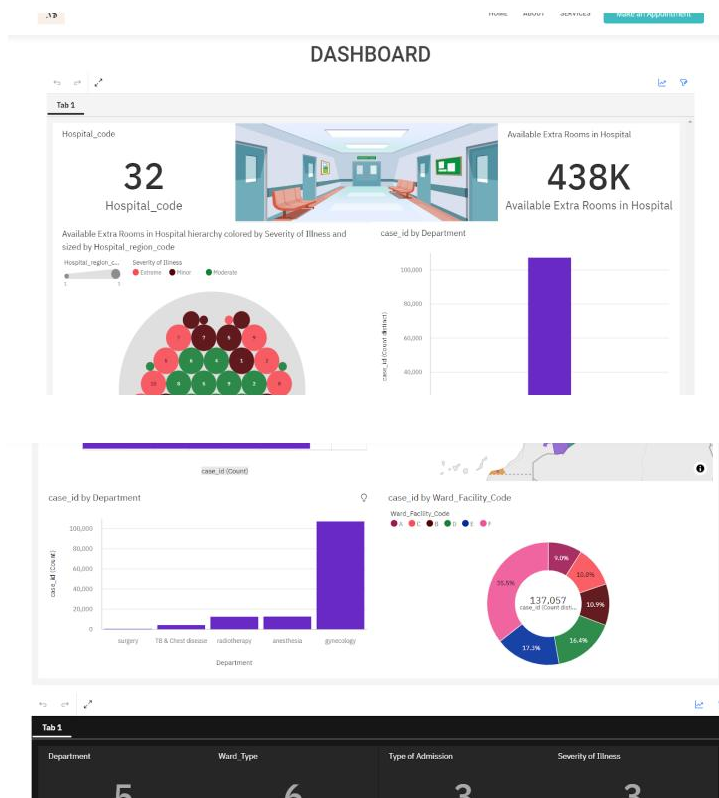 HOME ABOUT SERVICES Make an Appointment
DASHBOARD
Tab 1
Hospital_code
32
Hospital_code
Available Extra Rooms in Hospital
438K
Available Extra Rooms in Hospital
Available Extra Rooms in Hospital hierarchy colored by Severity of Illness and
sized by Hospital_region_code
Hospital_region_c... Severity of Illness
Extreme Minor Moderate
case_id by Department
case_id (Count distinct)
100,000
80,000
60,000
40,000
case_id (Count)
case_id by Department
case_id (Count)
100,000
80,000
60,000
40,000
20,000
0
surgery TB & Chest disease radiotherapy anesthesia gynecology
Department
case_id by Ward_Facility_Code
Ward_Facility_Code
A C B D E F
9.0%
10.8%
10.9%
16.4%
17.3%
35.5%
137,057
case_id (Count disti...
Tab 1
Department Ward_Type Type of Admission Severity of Illness
5 6 3 3